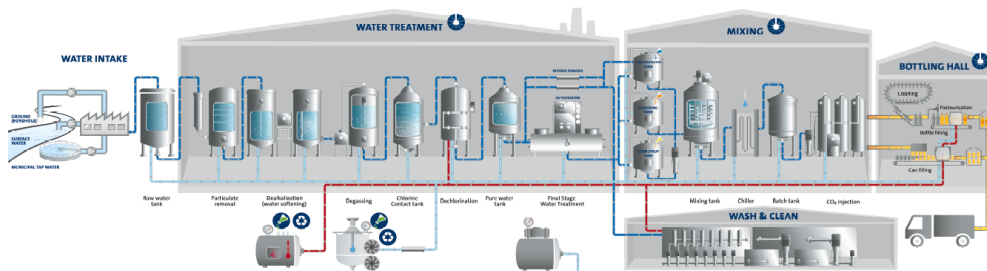 WATER TREATMENT
MIXING
WATER INTAKE
BOTTLING HALL
GROUND
(BOREHOLE)
SURFACE
WATER
MUNICIPAL TAP WATER
REVERSE OSMOSIS
UV FILTRATION
Cleaning
Pasteurisation
Bottle filling
Can filling
Raw water
tank
Particulate
removal
Dealkalisation
(water softening)
Degassing
Chlorine
Contact tank
Dechlorination
Pure water
tank
Final Stage
Water Treatment
Mixing tank
Chiller
Batch tank
CO₂ injection
WASH & CLEAN